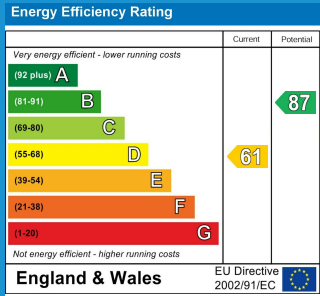 Energy Efficiency Rating
Current Potential
Very energy efficient - lower running costs
(92 plus) A
(81-91) B
87
(69-80) C
(55-68) D
61
(39-54) E
(21-38) F
(1-20) G
Not energy efficient - higher running costs
England & Wales
EU Directive
2002/91/EC